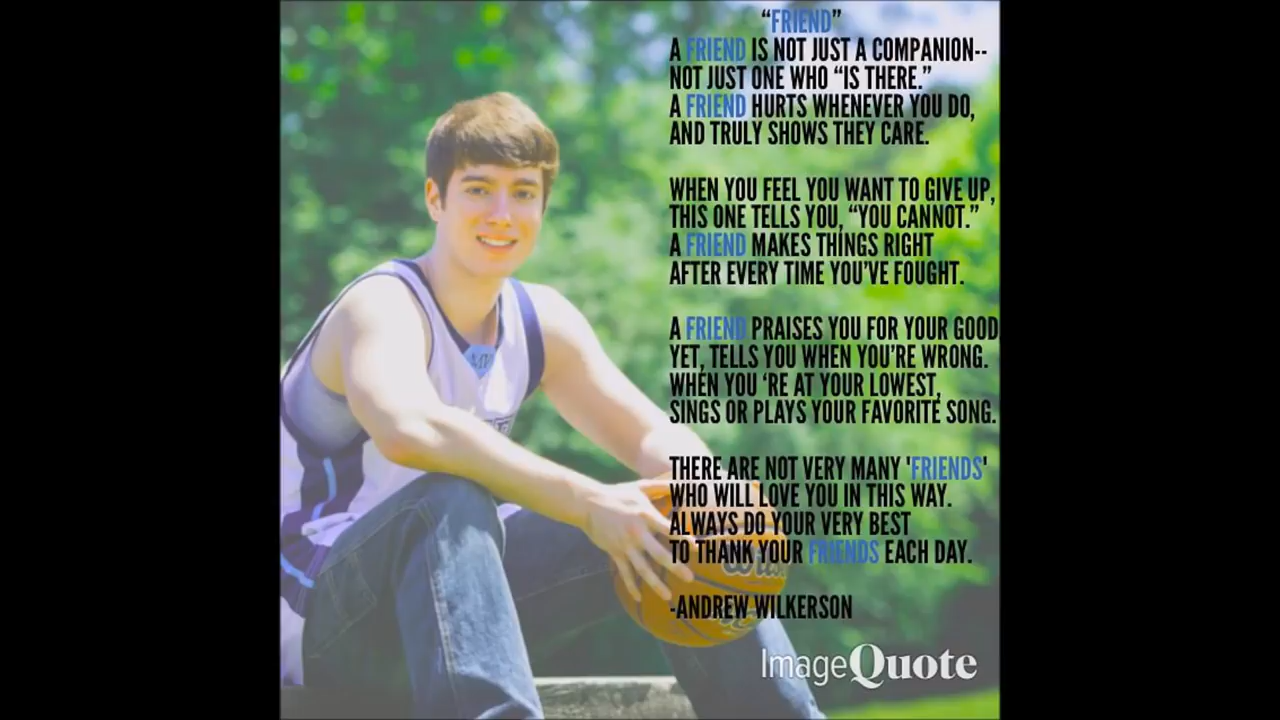 “FRIEND”
A FRIEND IS NOT JUST A COMPANION--
NOT JUST ONE WHO “IS THERE.”
A FRIEND HURTS WHENEVER YOU DO,
AND TRULY SHOWS THEY CARE.
WHEN YOU FEEL YOU WANT TO GIVE UP,
THIS ONE TELLS YOU, “YOU CANNOT.”
A FRIEND MAKES THINGS RIGHT
AFTER EVERY TIME YOU’VE FOUGHT.
A FRIEND PRAISES YOU FOR YOUR GOOD
YET, TELLS YOU WHEN YOU’RE WRONG.
WHEN YOU ‘RE AT YOUR LOWEST,
SINGS OR PLAYS YOUR FAVORITE SONG.
THERE ARE NOT VERY MANY 'FRIENDS'
WHO WILL LOVE YOU IN THIS WAY.
ALWAYS DO YOUR VERY BEST
TO THANK YOUR FRIENDS EACH DAY.
-ANDREW WILKERSON
ImageQuote